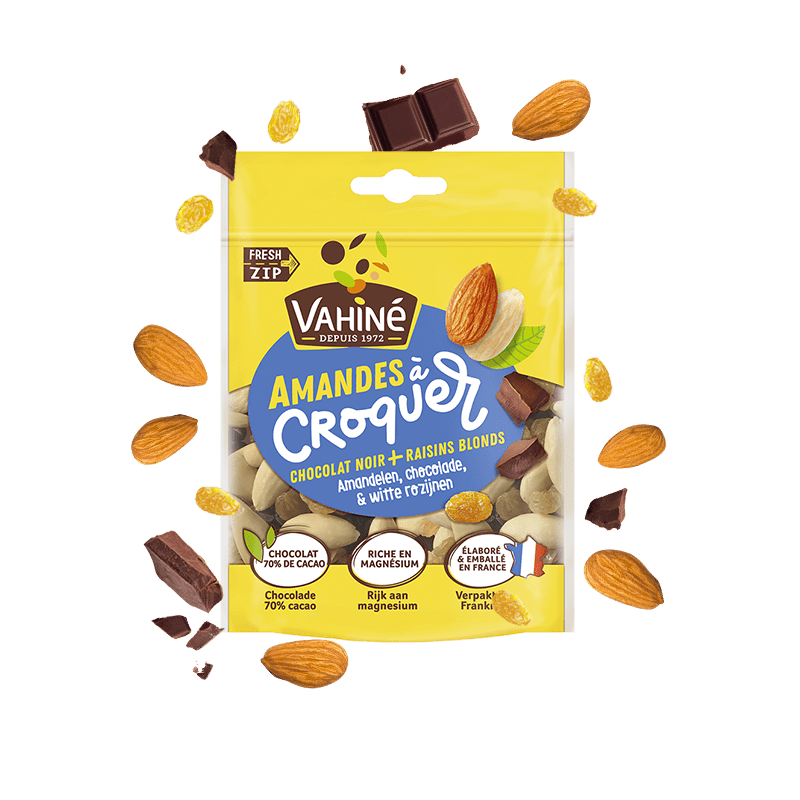 FRESH
ZIP
VAHINÉ
DEPUIS 1972
AMANDES à
CROQUER
CHOCOLAT NOIR + RAISINS BLONDS
Amandelen, chocolade,
& witte rozijnen
CHOCOLAT
70% DE CACAO
RICHE EN
MAGNÉSIUM
ÉLABORÉ
& EMBALLÉ
EN FRANCE
Chocolade
70% cacao
Rijk aan
magnesium